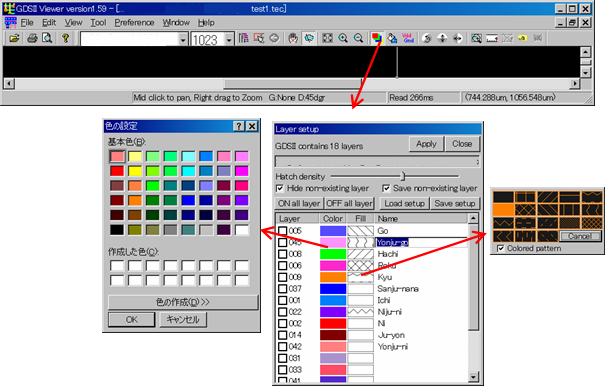 GDSII Viewer version1.59 – [.. test1.tec]
File Edit View Tool Preference Window Help
1023
Vdd
Gnd
Mid click to pan, Right drag to Zoom G:None D:45dgr Read 266ms (744.288um, 1056.548um)
色の設定
基本色(B):
作成した色(C):
色の作成(D) >>
OK キャンセル
Layer setup
GDSII contains 18 layers Apply Close
Hatch density
Hide non-existing layer Save non-existing layer
ON all layer OFF all layer Load setup Save setup
Layer Color Fill Name
005 Go
045 Yonju-go
008 Hachi
006 Roku
009 Kyu
037 Sanju-nana
001 Ichi
022 Niju-ni
002 Ni
014 Ju-yon
042 Yonju-ni
031
033
041
Cancel
Colored pattern